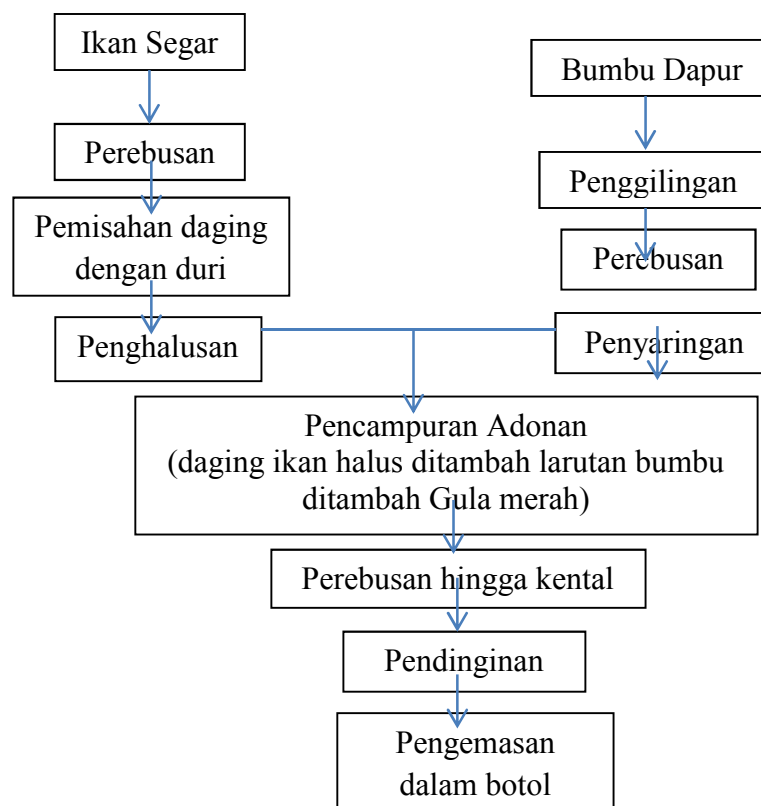 Ikan Segar
Bumbu Dapur
Perebusan
Penggilingan
Pemisahan daging
dengan duri
Perebusan
Penghalusan
Penyaringan
Pencampuran Adonan
(daging ikan halus ditambah larutan bumbu
ditambah Gula merah)
Perebusan hingga kental
Pendinginan
Pengemasan
dalam botol